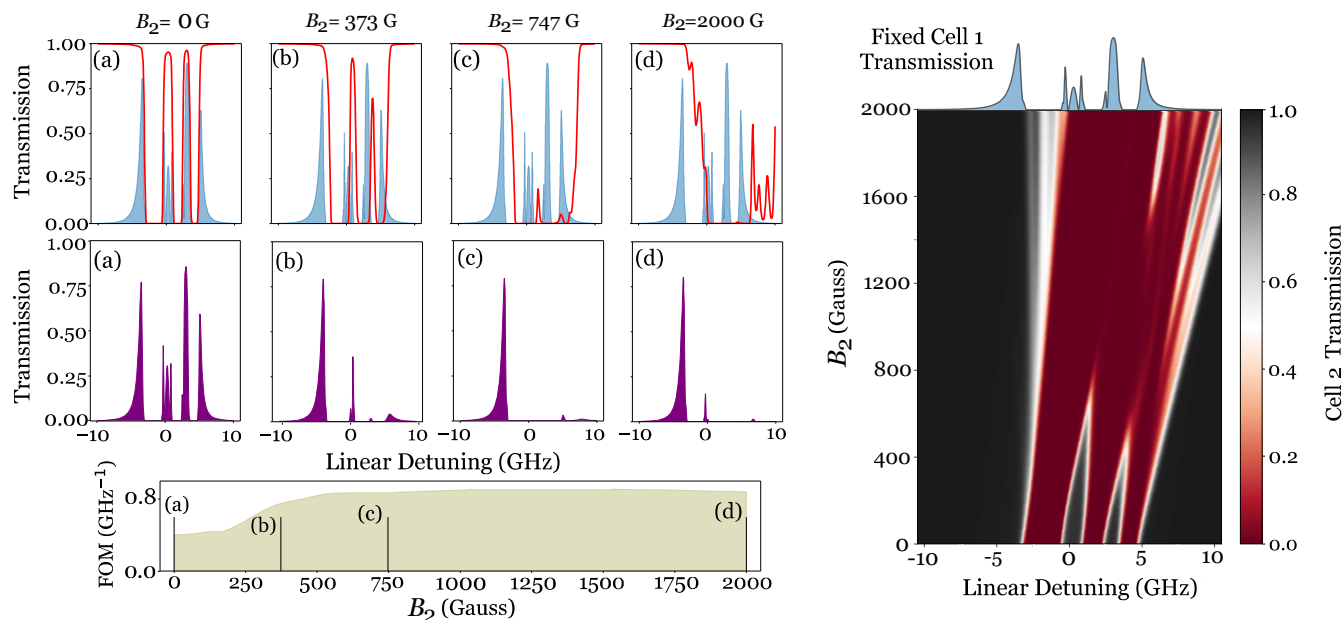 B₂= 0 G
B₂= 373 G
B₂= 747 G
B₂=2000 G
Transmission
1.00
0.75
0.50
0.25
0.00
(a)
(b)
(c)
(d)
Transmission
1.00
0.75
0.50
0.25
0.00
(a)
(b)
(c)
(d)
−10 0 10
−10 0 10
−10 0 10
−10 0 10
Linear Detuning (GHz)
FOM (GHz⁻¹)
0.8
0.0
(a)
(b)
(c)
(d)
0 250 500 750 1000 1250 1500 1750 2000
B₂ (Gauss)
Fixed Cell 1
Transmission
B₂ (Gauss)
2000
1600
1200
800
400
0
-10 -5 0 5 10
Linear Detuning (GHz)
1.0
0.8
0.6
0.4
0.2
0.0
Cell 2 Transmission